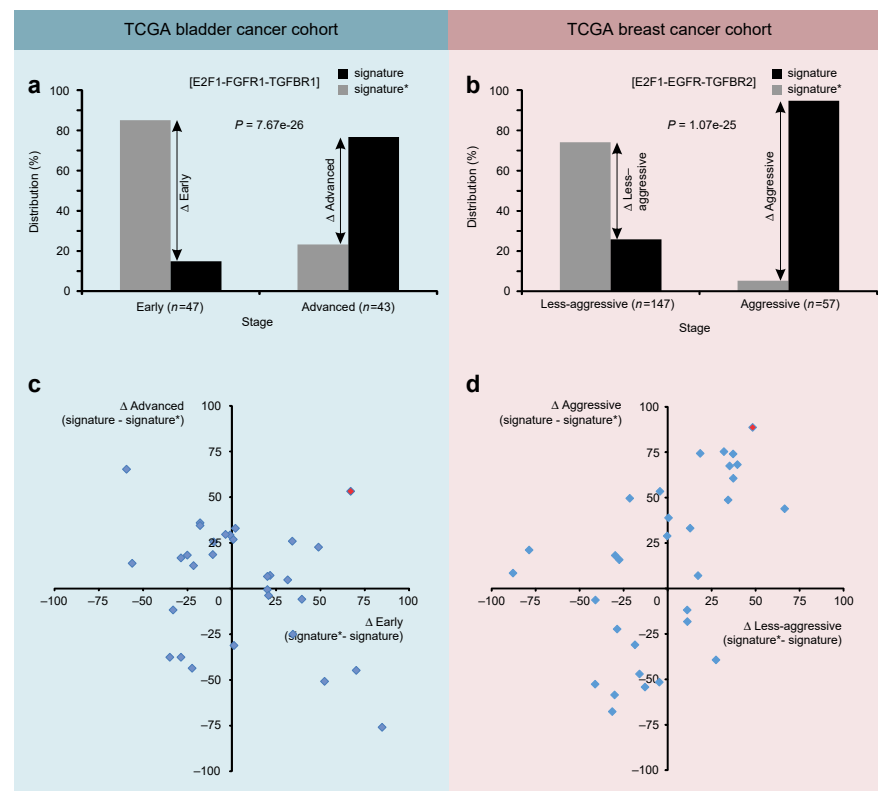 TCGA bladder cancer cohort
TCGA breast cancer cohort
a
[E2F1-FGFR1-TGFBR1]
signature
signature*
P = 7.67e-26
Distribution (%)
100
80
60
40
20
0
Δ Early
Δ Advanced
Early (n=47)
Advanced (n=43)
Stage
b
[E2F1-EGFR-TGFBR2]
signature
signature*
P = 1.07e-25
Distribution (%)
100
80
60
40
20
0
Δ Less–
aggressive
Δ Aggressive
Less-aggressive (n=147)
Aggressive (n=57)
Stage
c
Δ Advanced
(signature - signature*)
100
75
50
25
–100 –75 –50 –25 0 25 50 75 100
Δ Early
(signature*- signature)
–25
–50
–75
–100
d
Δ Aggressive
(signature - signature*)
100
75
50
25
–100 –75 –50 –25 0 25 50 75 100
Δ Less-aggressive
(signature*- signature)
–25
–50
–75
–100